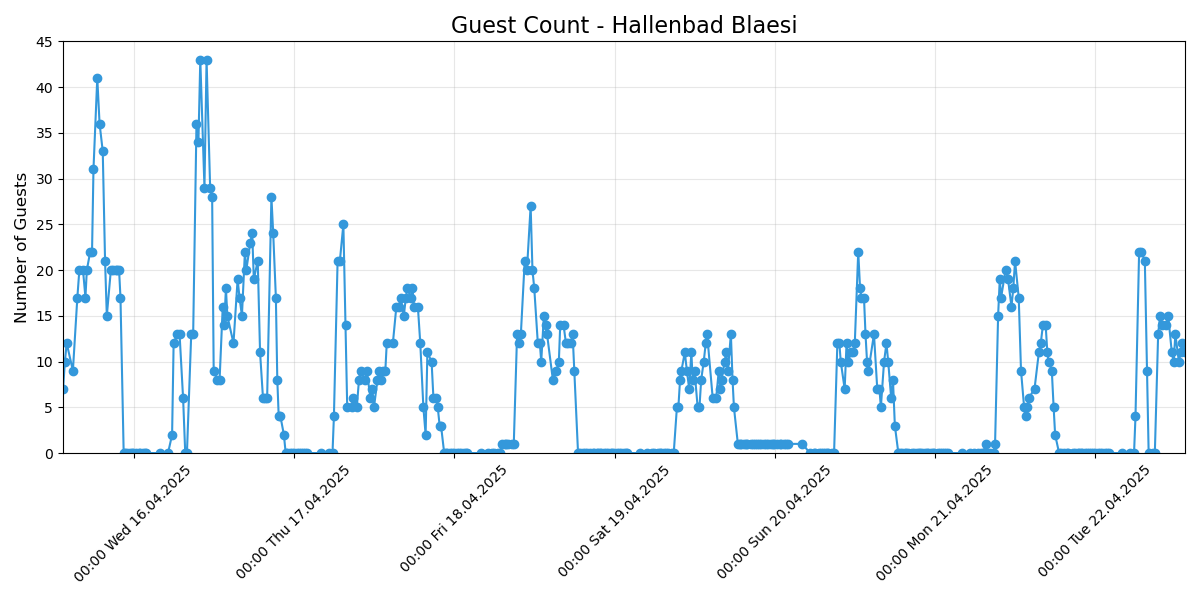 Guest Count - Hallenbad Blaesi
Number of Guests
45
40
35
30
25
20
15
10
5
0
00:00 Wed 16.04.2025
00:00 Thu 17.04.2025
00:00 Fri 18.04.2025
00:00 Sat 19.04.2025
00:00 Sun 20.04.2025
00:00 Mon 21.04.2025
00:00 Tue 22.04.2025